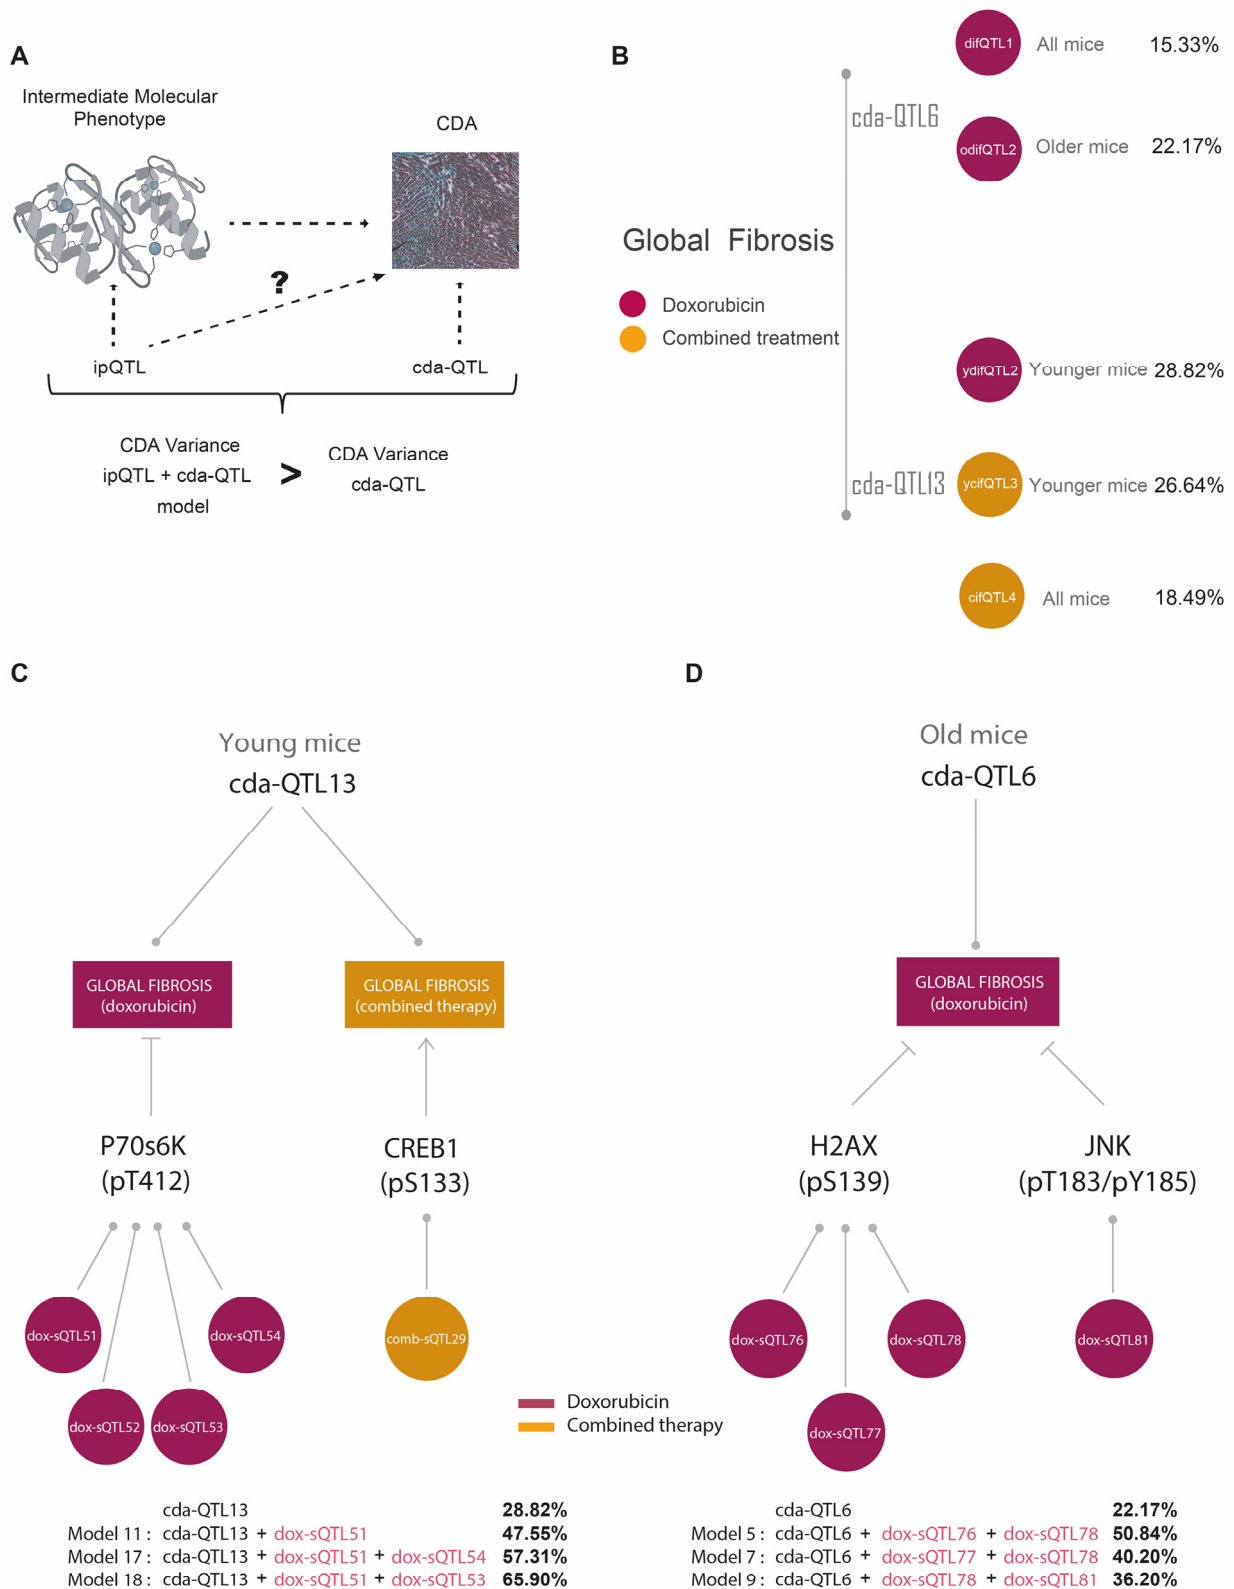 A
Intermediate Molecular
Phenotype
CDA
?
ipQTL
cda-QTL
CDA Variance
ipQTL + cda-QTL
model
>
CDA Variance
cda-QTL
B
difQTL1 All mice 15.33%
cda-QTL6
odifQTL2 Older mice 22.17%
Global Fibrosis
Doxorubicin
Combined treatment
ydifQTL2 Younger mice 28.82%
cda-QTL13
ycifQTL3 Younger mice 26.64%
cifQTL4 All mice 18.49%
C
Young mice
cda-QTL13
GLOBAL FIBROSIS
(doxorubicin)
GLOBAL FIBROSIS
(combined therapy)
P70s6K
(pT412)
CREB1
(pS133)
dox-sQTL51
dox-sQTL54
comb-sQTL29
dox-sQTL52
dox-sQTL53
Doxorubicin
Combined therapy
cda-QTL13 28.82%
Model 11 : cda-QTL13 + dox-sQTL51 47.55%
Model 17 : cda-QTL13 + dox-sQTL51 + dox-sQTL54 57.31%
Model 18 : cda-QTL13 + dox-sQTL51 + dox-sQTL53 65.90%
D
Old mice
cda-QTL6
GLOBAL FIBROSIS
(doxorubicin)
H2AX
(pS139)
JNK
(pT183/pY185)
dox-sQTL76
dox-sQTL78
dox-sQTL81
dox-sQTL77
cda-QTL6 22.17%
Model 5 : cda-QTL6 + dox-sQTL76 + dox-sQTL78 50.84%
Model 7 : cda-QTL6 + dox-sQTL77 + dox-sQTL78 40.20%
Model 9 : cda-QTL6 + dox-sQTL78 + dox-sQTL81 36.20%